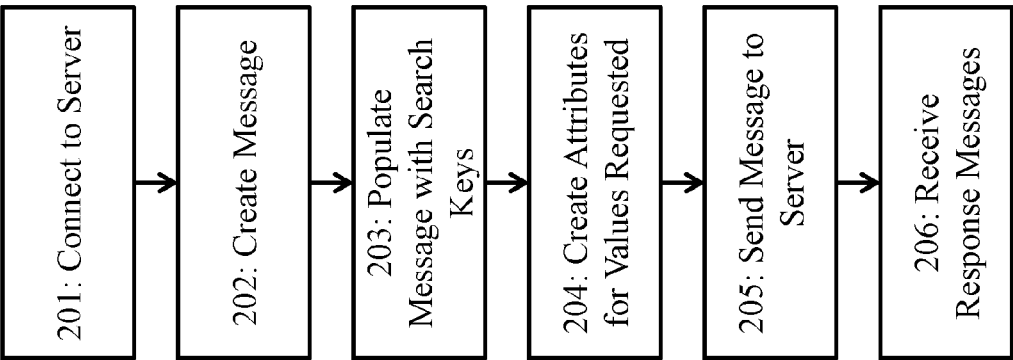 201: Connect to Server
202: Create Message
203: Populate
Message with Search
Keys
204: Create Attributes
for Values Requested
205: Send Message to
Server
206: Receive
Response Messages